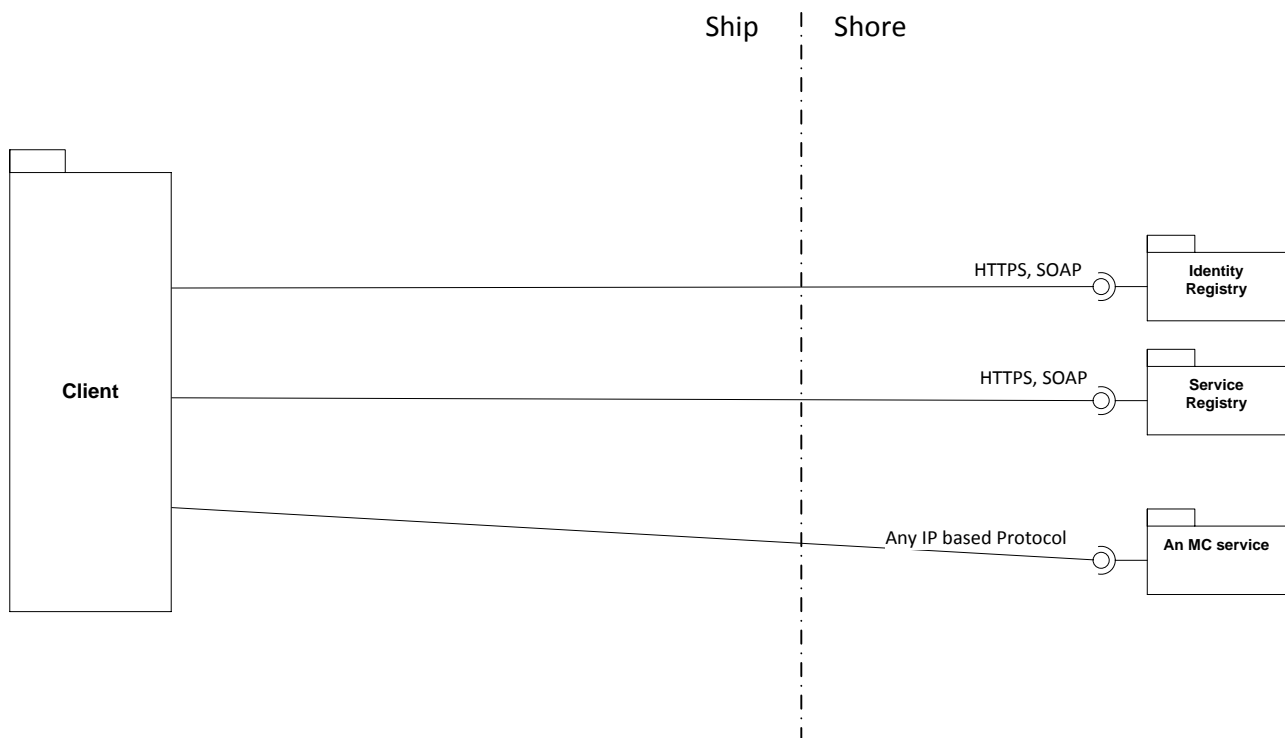 Ship
Shore
HTTPS, SOAP
Identity
Registry
HTTPS, SOAP
Service
Registry
Client
Any IP based Protocol
An MC service